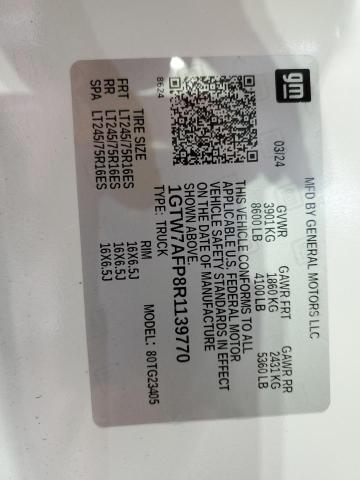 gm
MFD BY GENERAL MOTORS LLC
03/24 GVWR GAWR FRT GAWR RR
3901 KG 1860 KG 2431 KG
8600 LB 4100 LB 5360 LB
THIS VEHICLE CONFORMS TO ALL
APPLICABLE U.S. FEDERAL MOTOR
VEHICLE SAFETY STANDARDS IN EFFECT
ON THE DATE OF MANUFACTURE
SHOWN ABOVE.
1GTW7AFP8R1139770
8624 TYPE: TRUCK MODEL: 80TG23405
TIRE SIZE RIM
FRT LT245/75R16ES 16X6.5J
RR LT245/75R16ES 16X6.5J
SPA LT245/75R16ES 16X6.5J